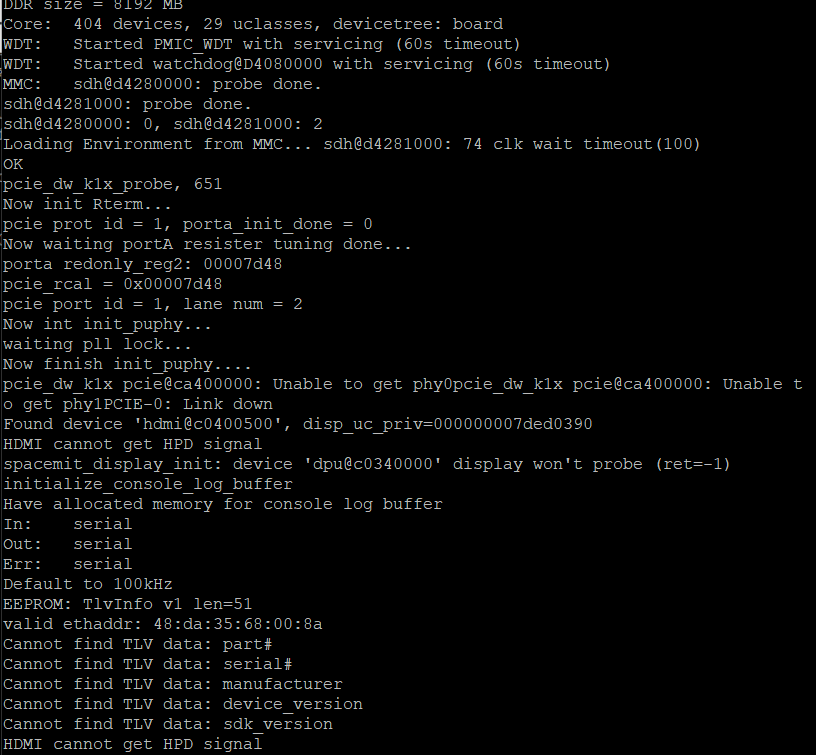 DDR size = 8192 MB
Core:  404 devices, 29 uclasses, devicetree: board
WDT:   Started PMIC_WDT with servicing (60s timeout)
WDT:   Started watchdog@D4080000 with servicing (60s timeout)
MMC:   sdh@d4280000: probe done.
sdh@d4281000: probe done.
sdh@d4280000: 0, sdh@d4281000: 2
Loading Environment from MMC... sdh@d4281000: 74 clk wait timeout(100)
OK
pcie_dw_k1x_probe, 651
Now init Rterm...
pcie prot id = 1, porta_init_done = 0
Now waiting portA resister tuning done...
porta redonly_reg2: 00007d48
pcie_rcal = 0x00007d48
pcie port id = 1, lane num = 2
Now int init_puphy...
waiting pll lock...
Now finish init_puphy....
pcie_dw_k1x pcie@ca400000: Unable to get phy0pcie_dw_k1x pcie@ca400000: Unable t
o get phy1PCIE-0: Link down
Found device 'hdmi@c0400500', disp_uc_priv=000000007ded0390
HDMI cannot get HPD signal
spacemit_display_init: device 'dpu@c0340000' display won't probe (ret=-1)
initialize_console_log_buffer
Have allocated memory for console log buffer
In:    serial
Out:   serial
Err:   serial
Default to 100kHz
EEPROM: TlvInfo v1 len=51
valid ethaddr: 48:da:35:68:00:8a
Cannot find TLV data: part#
Cannot find TLV data: serial#
Cannot find TLV data: manufacturer
Cannot find TLV data: device_version
Cannot find TLV data: sdk_version
HDMI cannot get HPD signal